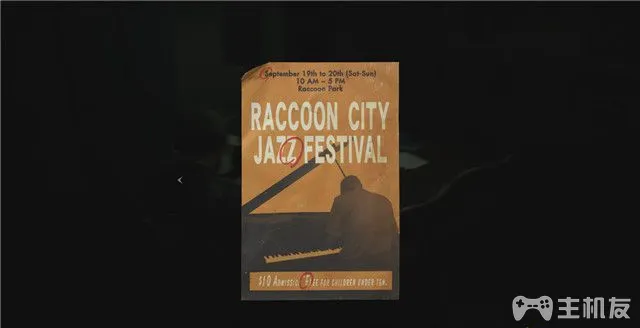 September 19th to 20th (Sat-Sun)
10 AM – 5 PM
Raccoon Park
RACCOON CITY
JAZZ FESTIVAL
$10 Admission. Free for children under ten.
主机友